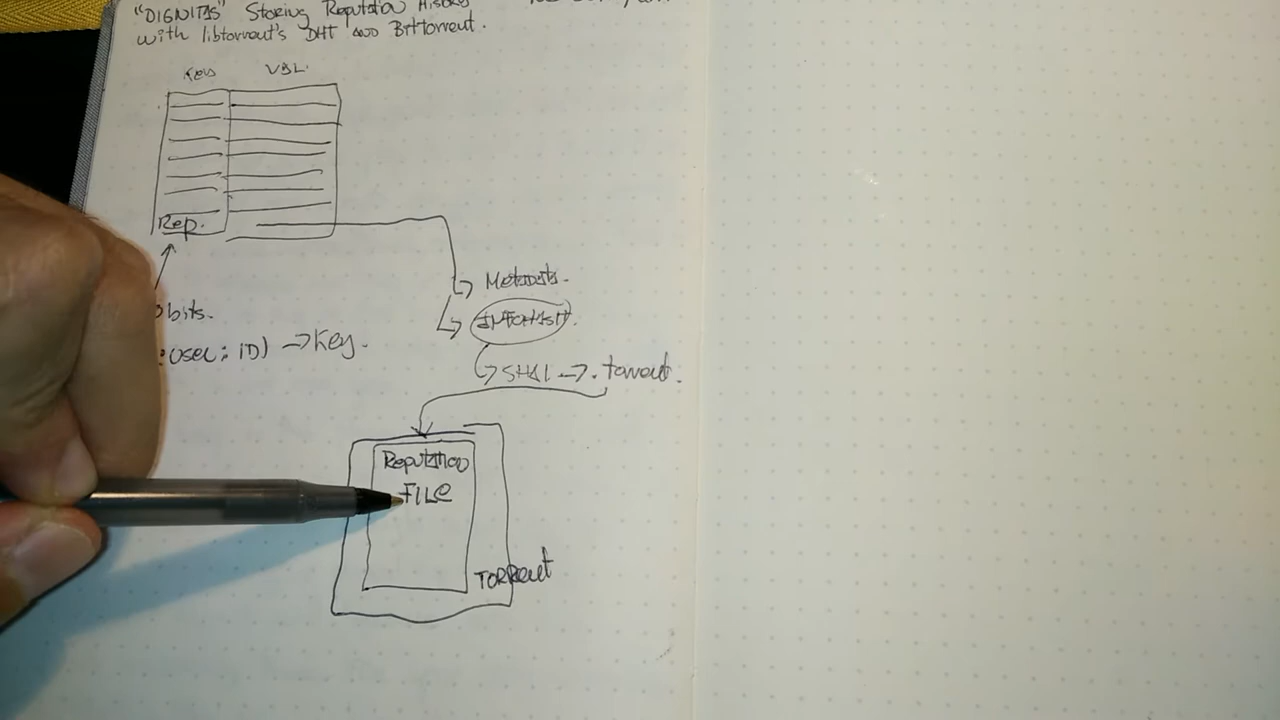 "DIGNITAS" Storing Reputation History
with libtorrent's DHT AND Bittorrent.
KEY VAL.
Rep.
Metadata.
bits.
INFOHASH.
:user:ID) → Key.
SHA1 → .torrent.
Reputation
FILE
TORRent